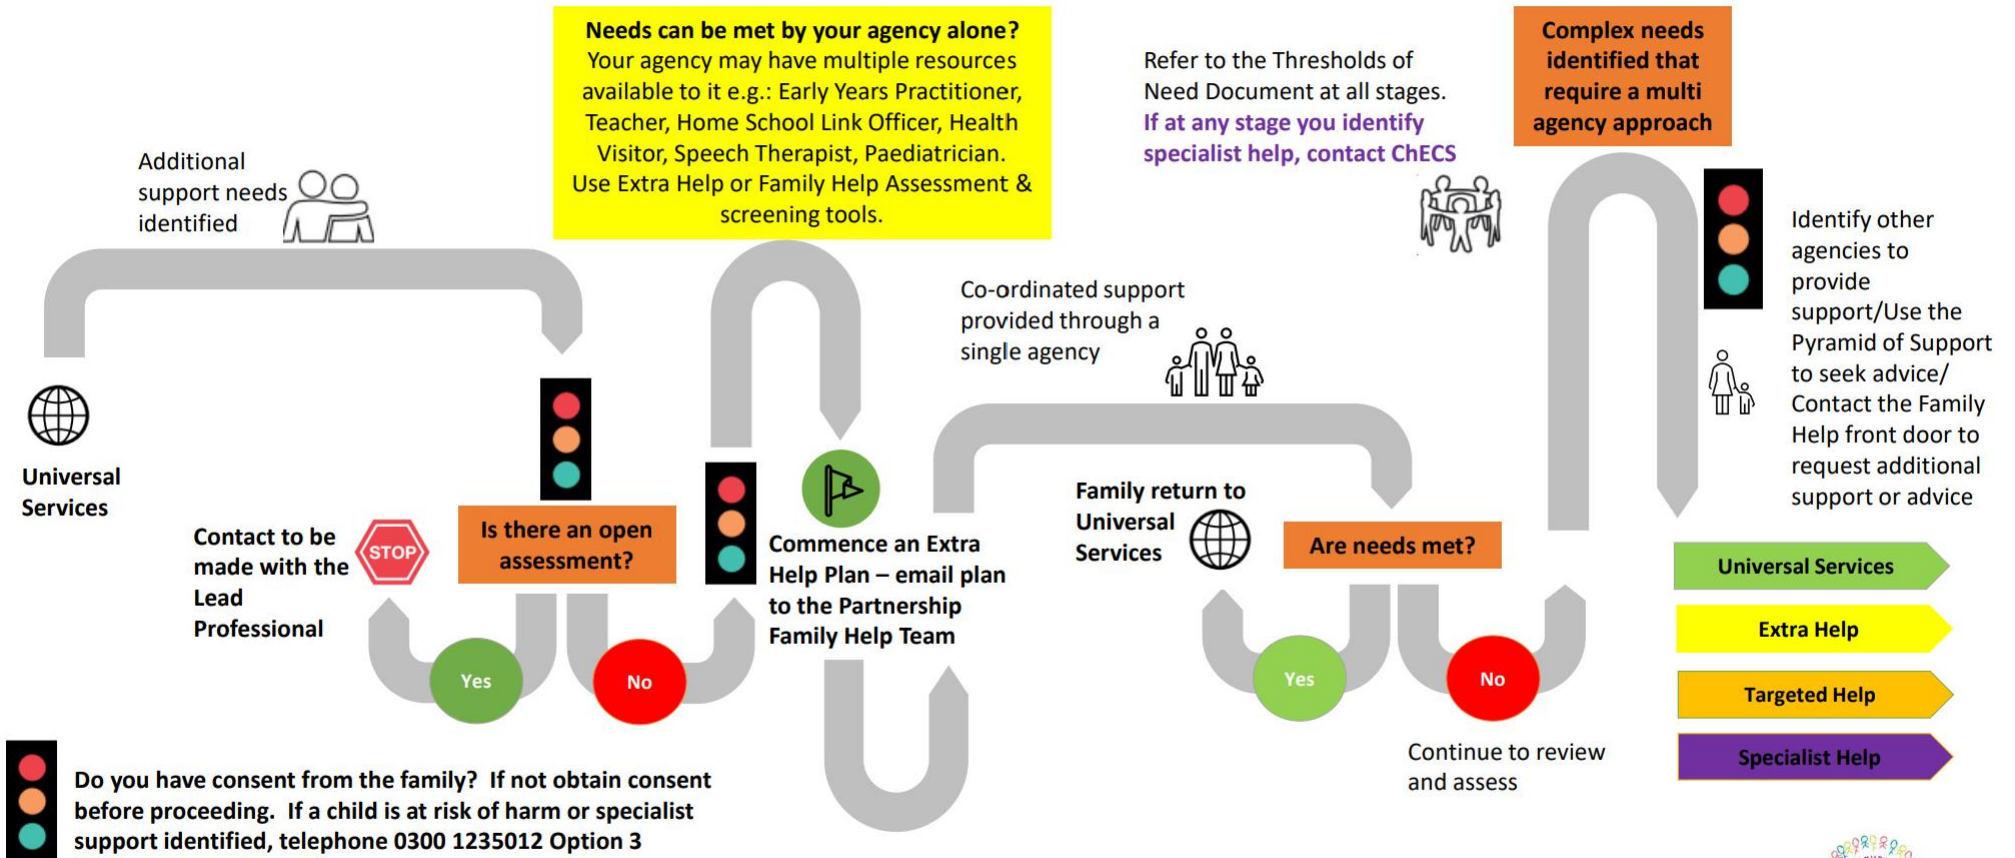 Additional
support needs
identified
Universal
Services
Needs can be met by your agency alone?
Your agency may have multiple resources
available to it e.g.: Early Years Practitioner,
Teacher, Home School Link Officer, Health
Visitor, Speech Therapist, Paediatrician.
Use Extra Help or Family Help Assessment &
screening tools.
Contact to be
made with the
Lead
Professional
STOP
Is there an open
assessment?
Yes
No
Commence an Extra
Help Plan – email plan
to the Partnership
Family Help Team
Co-ordinated support
provided through a
single agency
Refer to the Thresholds of
Need Document at all stages.
If at any stage you identify
specialist help, contact ChECS
Family return to
Universal
Services
Are needs met?
Yes
No
Continue to review
and assess
Complex needs
identified that
require a multi
agency approach
Identify other
agencies to
provide
support/Use the
Pyramid of Support
to seek advice/
Contact the Family
Help front door to
request additional
support or advice
Universal Services
Extra Help
Targeted Help
Specialist Help
Do you have consent from the family? If not obtain consent
before proceeding. If a child is at risk of harm or specialist
support identified, telephone 0300 1235012 Option 3